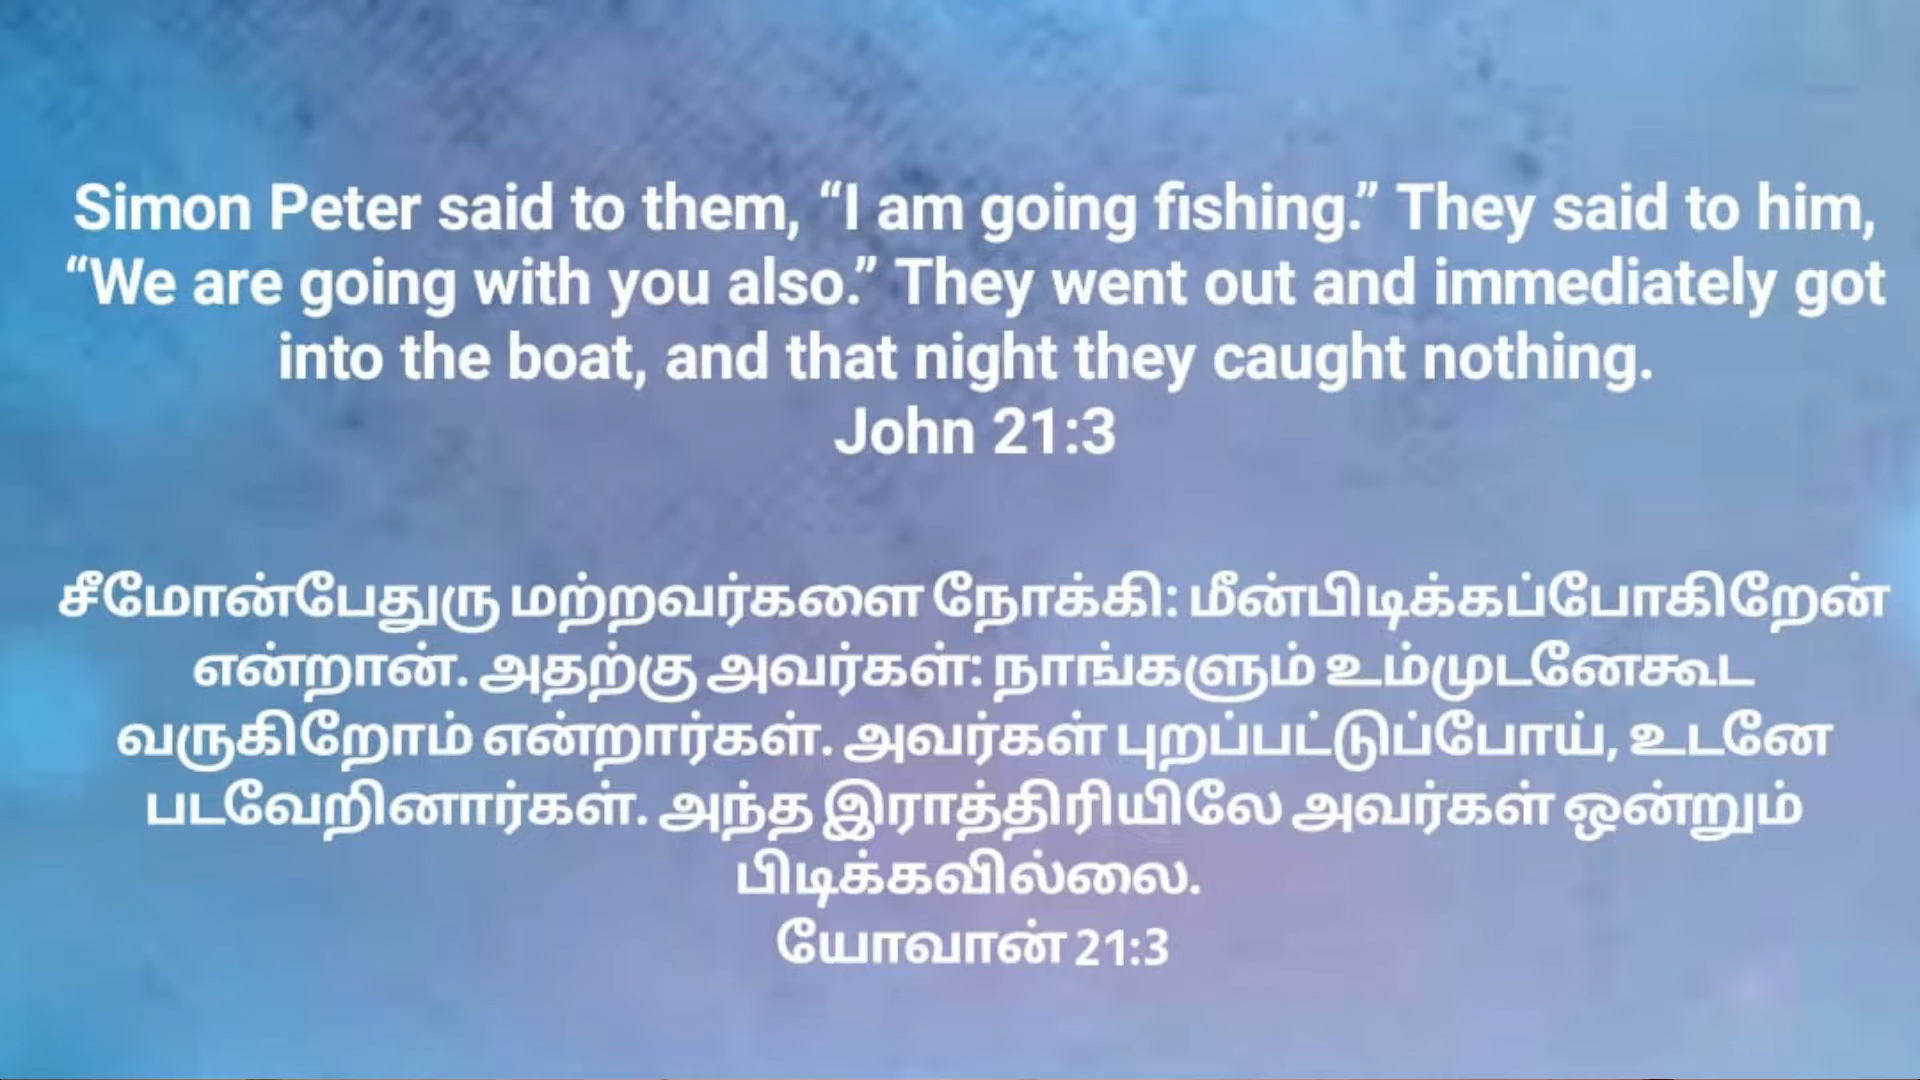 Simon Peter said to them, “I am going fishing.” They said to him,
“We are going with you also.” They went out and immediately got
into the boat, and that night they caught nothing.
John 21:3
சீமோன்பேதுரு மற்றவர்களை நோக்கி: மீன்பிடிக்கப்போகிறேன்
என்றான். அதற்கு அவர்கள்: நாங்களும் உம்முடனேகூட
வருகிறோம் என்றார்கள். அவர்கள் புறப்பட்டுப்போய், உடனே
படவேறினார்கள். அந்த இராத்திரியிலே அவர்கள் ஒன்றும்
பிடிக்கவில்லை.
யோவான் 21:3